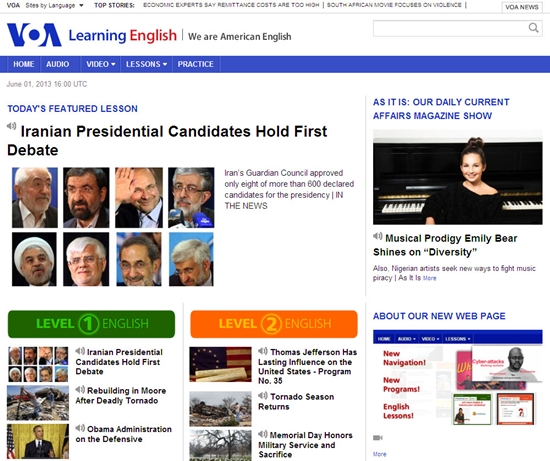 VOA Sites by Language TOP STORIES: ECONOMIC EXPERTS SAY REMITTANCE COSTS ARE TOO HIGH | SOUTH AFRICAN MOVIE FOCUSES ON VIOLENCE | VOA NEWS
VOA Learning English | We are American English
HOME AUDIO VIDEO LESSONS PRACTICE
June 01, 2013 16:00 UTC
TODAY'S FEATURED LESSON
Iranian Presidential Candidates Hold First
Debate
Iran's Guardian Council approved
only eight of more than 600 declared
candidates for the presidency | IN
THE NEWS
LEVEL 1 ENGLISH
Iranian Presidential
Candidates Hold First
Debate
Rebuilding in Moore
After Deadly Tornado
Obama Administration
on the Defensive
LEVEL 2 ENGLISH
Thomas Jefferson Has
Lasting Influence on the
United States - Program
No. 35
Tornado Season
Returns
Memorial Day Honors
Military Service and
Sacrifice
AS IT IS: OUR DAILY CURRENT
AFFAIRS MAGAZINE SHOW
Musical Prodigy Emily Bear
Shines on “Diversity”
Also, Nigerian artists seek new ways to fight music
piracy | As It Is More
ABOUT OUR NEW WEB PAGE
HOME AUDIO VIDEO LESSONS
New
Navigation!
New
Programs!
English
Lessons!
Cyber-attacks
More